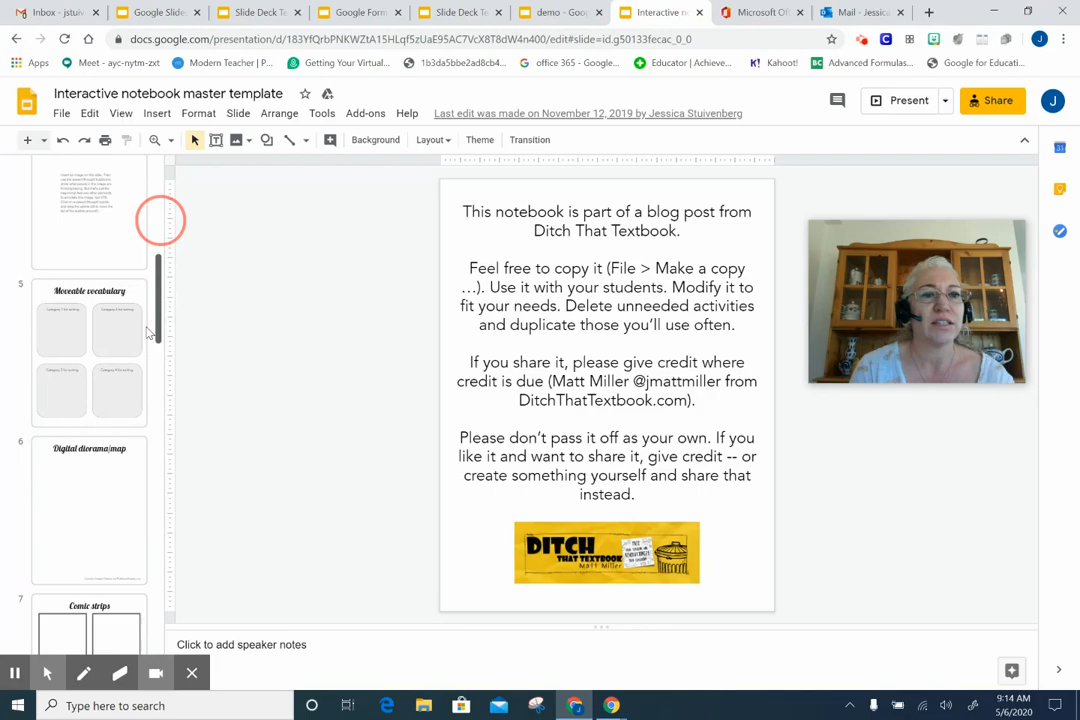 Inbox - jstuiv
Google Slide
Slide Deck Te
Google Form
Slide Deck Te
demo - Goog
Interactive no
Microsoft Of
Mail - Jessica
docs.google.com/presentation/d/183YfQrbPNKWZtA15HLqf5zUaE95AC7VcX8T8dW4n400/edit#slide=id.g50133fecac_0_0
J
Apps
Meet - ayc-nytm-zxt
Modern Teacher | P...
Getting Your Virtual...
1b3da5bbe2ad8cb4...
office 365 - Google...
Educator | Achieve...
Kahoot!
Advanced Formulas...
Google for Educati...
Interactive notebook master template
Present
Share
J
File Edit View Insert Format Slide Arrange Tools Add-ons Help
Last edit was made on November 12, 2019 by Jessica Stuivenberg
Background
Layout
Theme
Transition
5
Moveable vocabulary
6
Digital diorama/map
7
Comic strips
This notebook is part of a blog post from
Ditch That Textbook.
Feel free to copy it (File > Make a copy
…). Use it with your students. Modify it to
fit your needs. Delete unneeded activities
and duplicate those you'll use often.
If you share it, please give credit where
credit is due (Matt Miller @jmattmiller from
DitchThatTextbook.com).
Please don't pass it off as your own. If you
like it and want to share it, give credit -- or
create something yourself and share that
instead.
DITCH
THAT TEXTBOOK
MATT MILLER
Click to add speaker notes
Type here to search
9:14 AM
5/6/2020